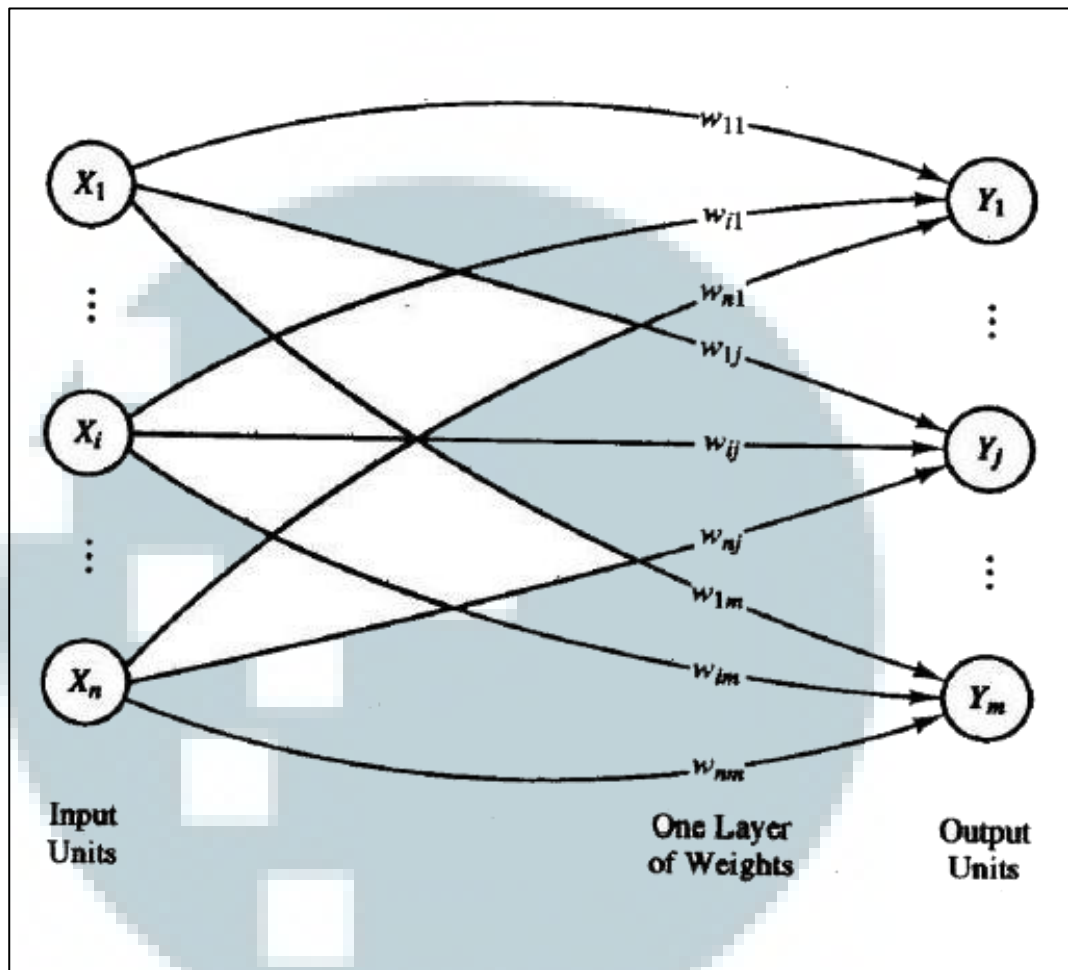 w11
X1
Y1
wi1
wn1
⋮
⋮
w1j
Xi
wij
Yj
wnj
⋮
⋮
w1m
Xn
wim
Ym
wnm
Input
Units
One Layer
of Weights
Output
Units